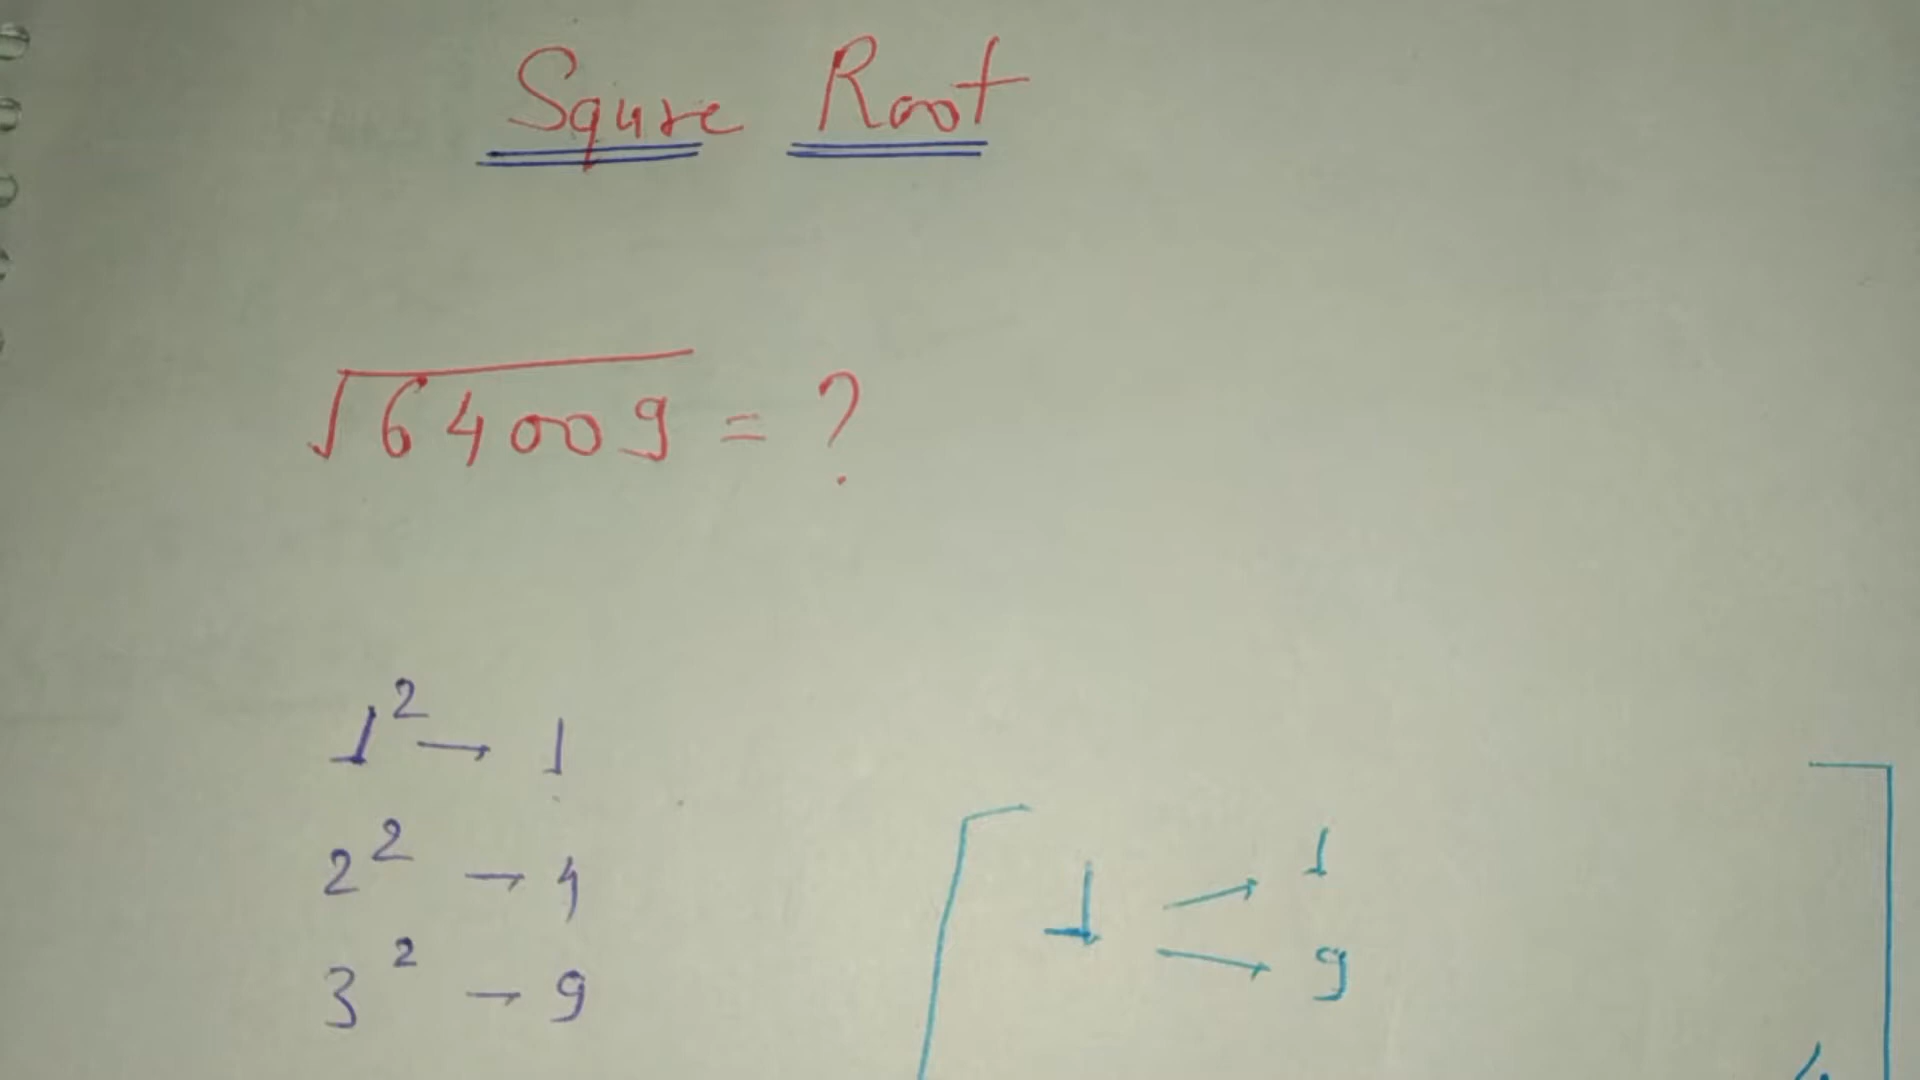 Squre Root
√64009 = ?
1² → 1
2² → 4
3² → 9
1 → 1
→ 9